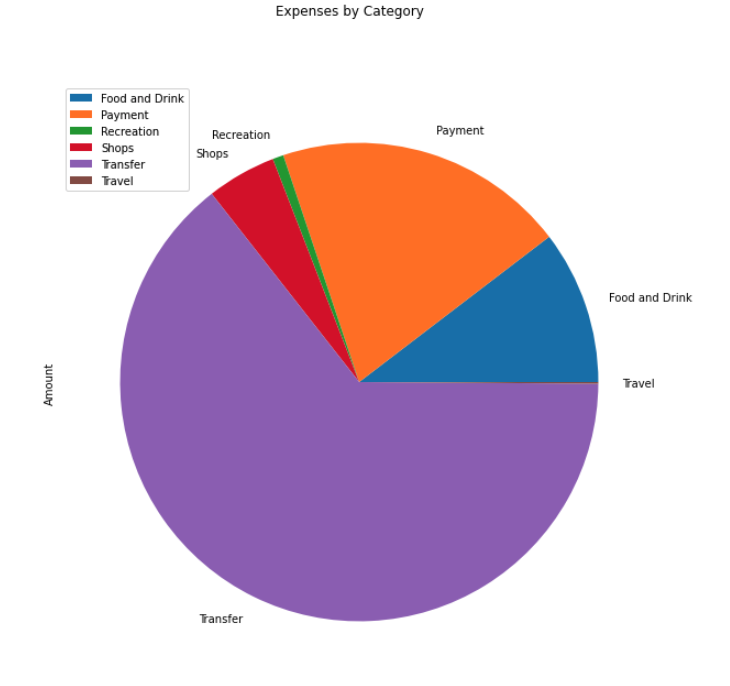 Expenses by Category
Food and Drink
Payment
Recreation
Shops
Transfer
Travel
Recreation
Shops
Payment
Food and Drink
Travel
Amount
Transfer